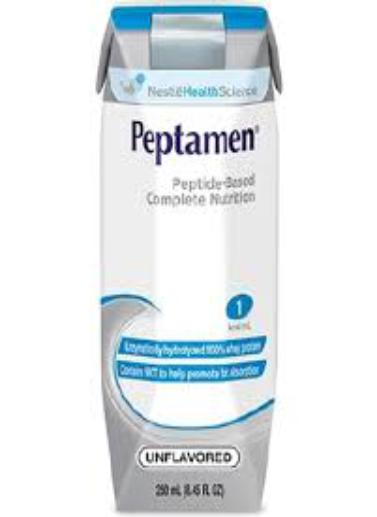 NestléHealthScience
Peptamen®
Peptide-Based
Complete Nutrition
1
kcal/mL
Enzymatically hydrolyzed 100% whey protein
Contain MCT to help promote fat absorption
UNFLAVORED
250 mL (8.45 fl. oz)